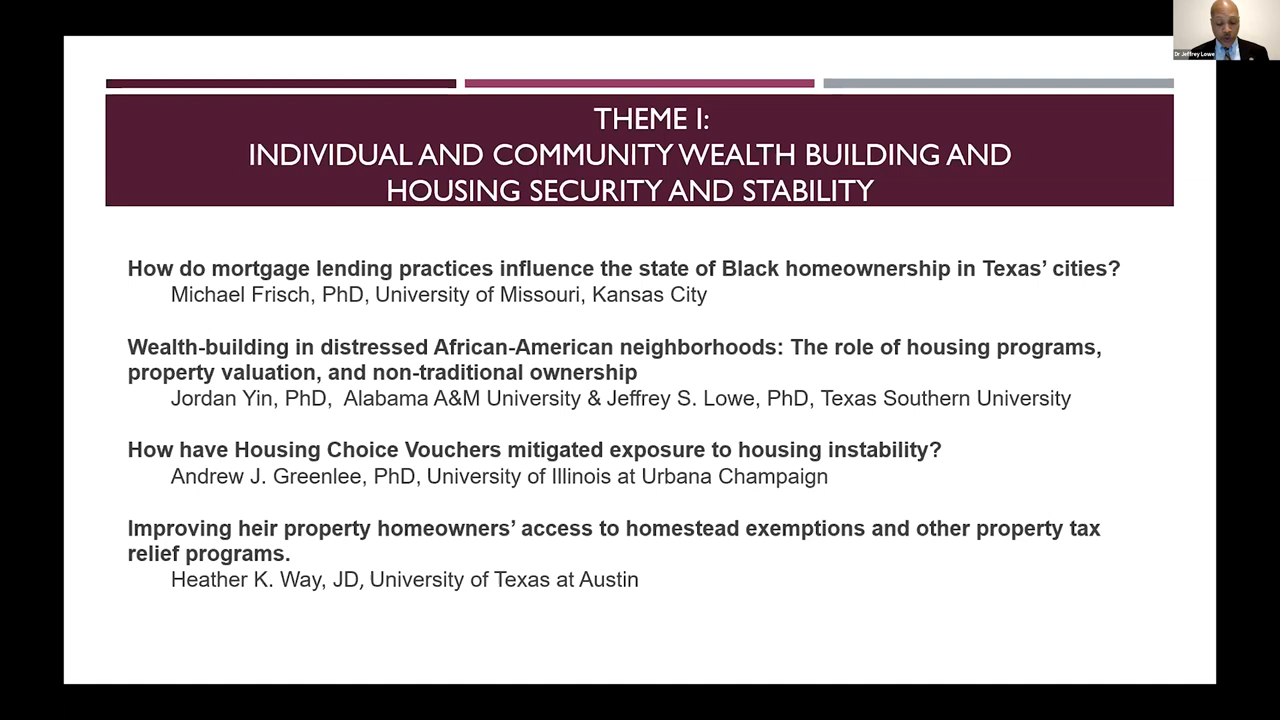 Dr Jeffrey Lowe
THEME I:
INDIVIDUAL AND COMMUNITY WEALTH BUILDING AND
HOUSING SECURITY AND STABILITY
How do mortgage lending practices influence the state of Black homeownership in Texas’ cities?
Michael Frisch, PhD, University of Missouri, Kansas City
Wealth-building in distressed African-American neighborhoods: The role of housing programs,
property valuation, and non-traditional ownership
Jordan Yin, PhD, Alabama A&M University & Jeffrey S. Lowe, PhD, Texas Southern University
How have Housing Choice Vouchers mitigated exposure to housing instability?
Andrew J. Greenlee, PhD, University of Illinois at Urbana Champaign
Improving heir property homeowners’ access to homestead exemptions and other property tax
relief programs.
Heather K. Way, JD, University of Texas at Austin